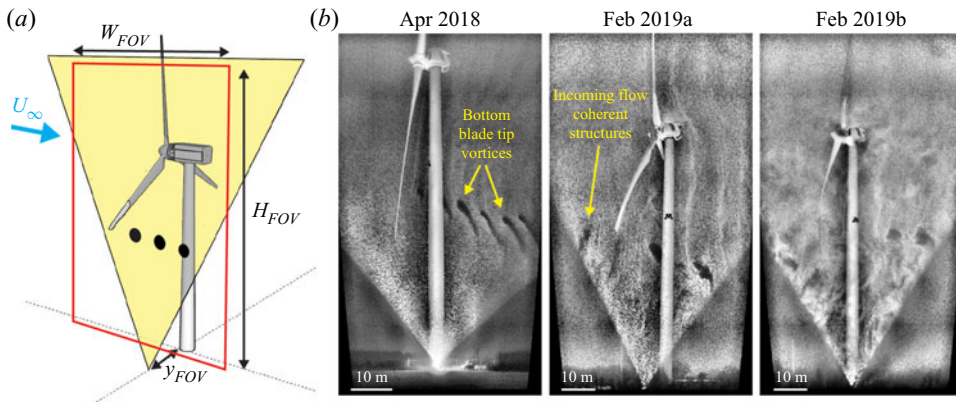 (a)
W_FOV
U_∞
H_FOV
y_FOV
(b)
Apr 2018
Feb 2019a
Feb 2019b
Bottom
blade tip
vortices
Incoming flow
coherent
structures
10 m
10 m
10 m